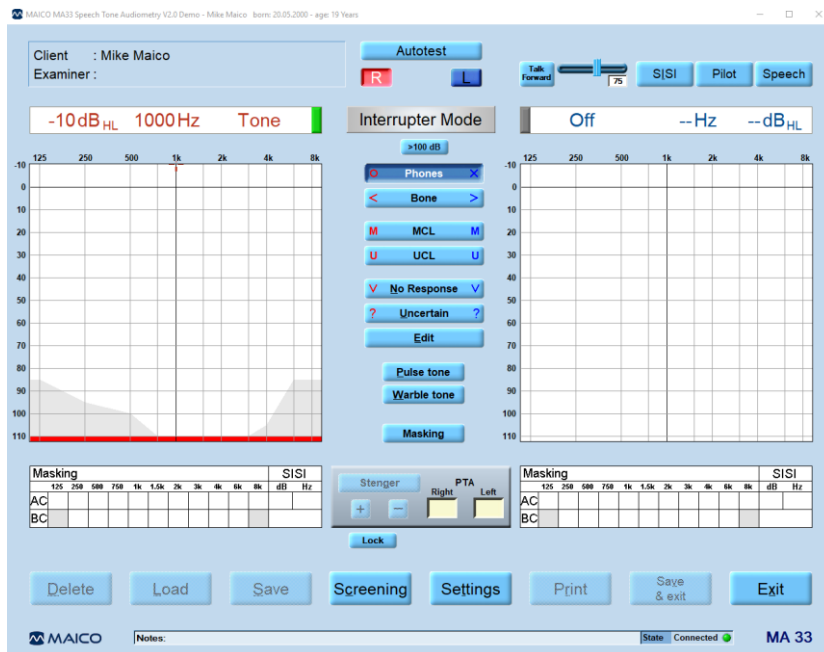 MAICO MA33 Speech Tone Audiometry V2.0 Demo - Mike Maico born: 20.05.2000 - age: 19 Years
Client : Mike Maico
Examiner :
Autotest
R L
Talk Forward
75
SISI Pilot Speech
-10 dB HL 1000 Hz Tone
Interrupter Mode
Off --Hz --dB HL
>100 dB
125 250 500 1k 2k 4k 8k
-10
0
10
20
30
40
50
60
70
80
90
100
110
O Phones X
< Bone >
M MCL M
U UCL U
V No Response V
? Uncertain ?
Edit
Pulse tone
Warble tone
Masking
125 250 500 1k 2k 4k 8k
-10
0
10
20
30
40
50
60
70
80
90
100
110
Masking SISI
125 250 500 750 1k 1.5k 2k 3k 4k 6k 8k dB Hz
AC
BC
Stenger PTA
Right Left
+ −
Lock
Masking SISI
125 250 500 750 1k 1.5k 2k 3k 4k 6k 8k dB Hz
AC
BC
Delete Load Save Screening Settings Print Save & exit Exit
MAICO Notes: State Connected MA 33